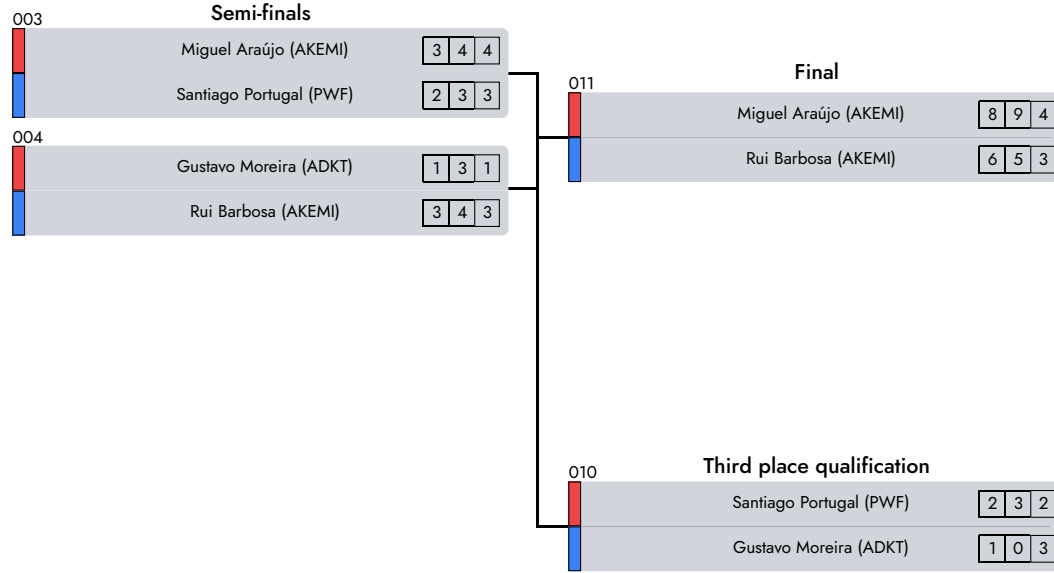 Semi-finals
003
Miguel Araújo (AKEMI) 3 4 4
Santiago Portugal (PWF) 2 3 3
004
Gustavo Moreira (ADKT) 1 3 1
Rui Barbosa (AKEMI) 3 4 3
Final
011
Miguel Araújo (AKEMI) 8 9 4
Rui Barbosa (AKEMI) 6 5 3
Third place qualification
010
Santiago Portugal (PWF) 2 3 2
Gustavo Moreira (ADKT) 1 0 3